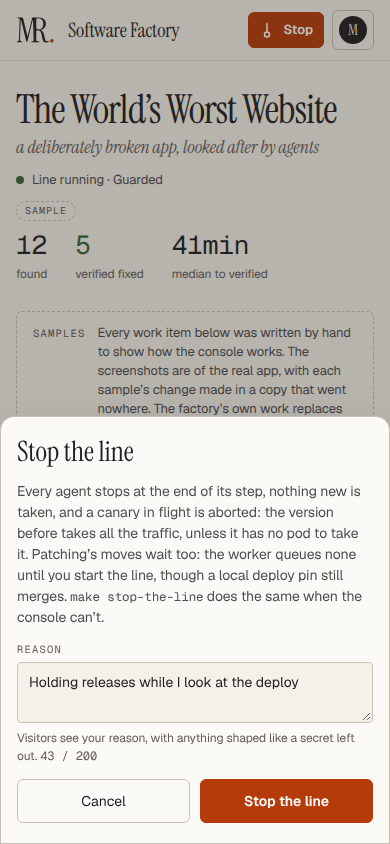 MR. Software Factory Stop M
The World’s Worst Website
a deliberately broken app, looked after by agents
Line running · Guarded
SAMPLE
12 5 41min
found verified fixed median to verified
SAMPLES Every work item below was written by hand
to show how the console works. The
screenshots are of the real app, with each
sample’s change made in a copy that went
nowhere. The factory’s own work replaces
Stop the line
Every agent stops at the end of its step, nothing new is
taken, and a canary in flight is aborted: the version
before takes all the traffic, unless it has no pod to take
it. Patching’s moves wait too: the worker queues none
until you start the line, though a local deploy pin still
merges. make stop-the-line does the same when the
console can’t.
REASON
Holding releases while I look at the deploy
Visitors see your reason, with anything shaped like a secret left
out. 43 / 200
Cancel Stop the line